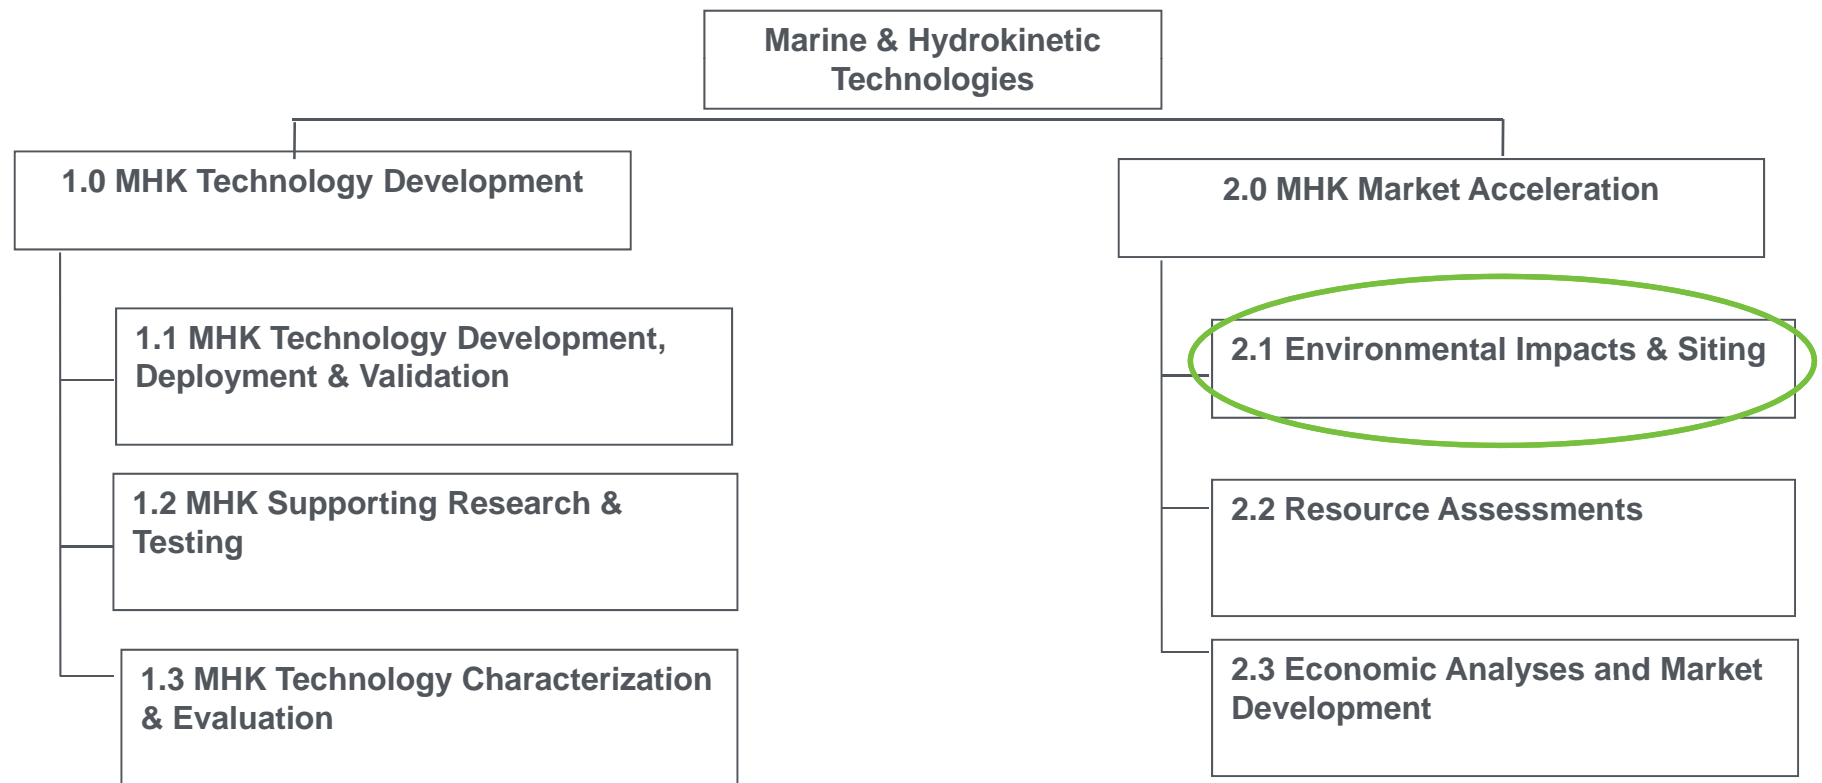 Marine & Hydrokinetic
Technologies
1.0 MHK Technology Development
2.0 MHK Market Acceleration
1.1 MHK Technology Development,
Deployment & Validation
2.1 Environmental Impacts & Siting
1.2 MHK Supporting Research &
Testing
2.2 Resource Assessments
1.3 MHK Technology Characterization
& Evaluation
2.3 Economic Analyses and Market
Development